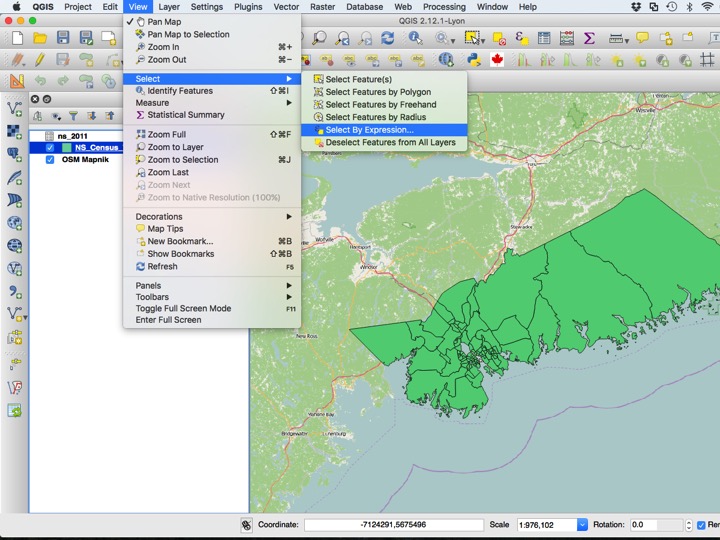 QGIS Project Edit View Layer Settings Plugins Vector Raster Database Web Processing Window Help
QGIS 2.12.1-Lyon
✓ Pan Map
Pan Map to Selection
Zoom In ⌘+
Zoom Out ⌘−
Select ▶
Identify Features ⇧⌘I
Measure ▶
Σ Statistical Summary
Zoom Full ⇧⌘F
Zoom to Layer
Zoom to Selection ⌘J
Zoom Last
Zoom Next
Zoom to Native Resolution (100%)
Decorations ▶
Map Tips
New Bookmark... ⌘B
Show Bookmarks ⇧⌘B
Refresh F5
Panels ▶
Toolbars ▶
Toggle Full Screen Mode F11
Enter Full Screen
Select Feature(s)
Select Features by Polygon
Select Features by Freehand
Select Features by Radius
Select By Expression...
Deselect Features from All Layers
ns_2011
NS_Census_
OSM Mapnik
Stewiacke
Wolfville
Hantsport
Windsor
New Ross
Mahone Bay
Bridgewater
Lunenburg
Coordinate: -7124291,5675496 Scale 1:976,102 Rotation: 0.0 Ren